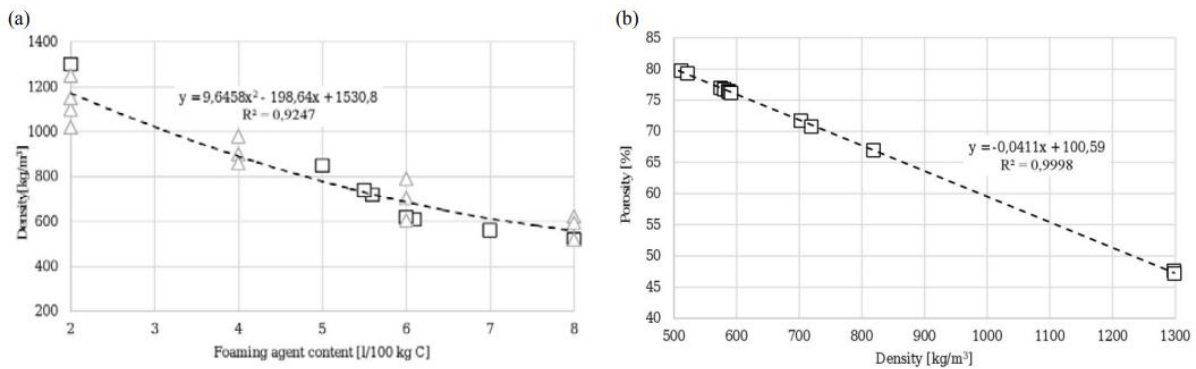 (a)
1400
1200
1000
800
600
400
200
Density[kg/m³]
y = 9,6458x² - 198,64x + 1530,8
R² = 0,9247
2 3 4 5 6 7 8
Foaming agent content [l/100 kg C]
(b)
85
80
75
70
65
60
55
50
45
40
Porosity [%]
y = -0,0411x + 100,59
R² = 0,9998
500 600 700 800 900 1000 1100 1200 1300
Density [kg/m³]